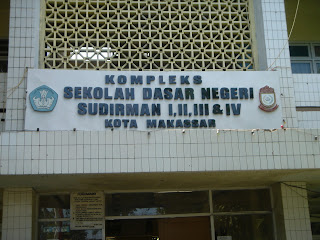 KOMPLEKS
SEKOLAH DASAR NEGERI
SUDIRMAN I,II,III & IV
KOTA MAKASSAR